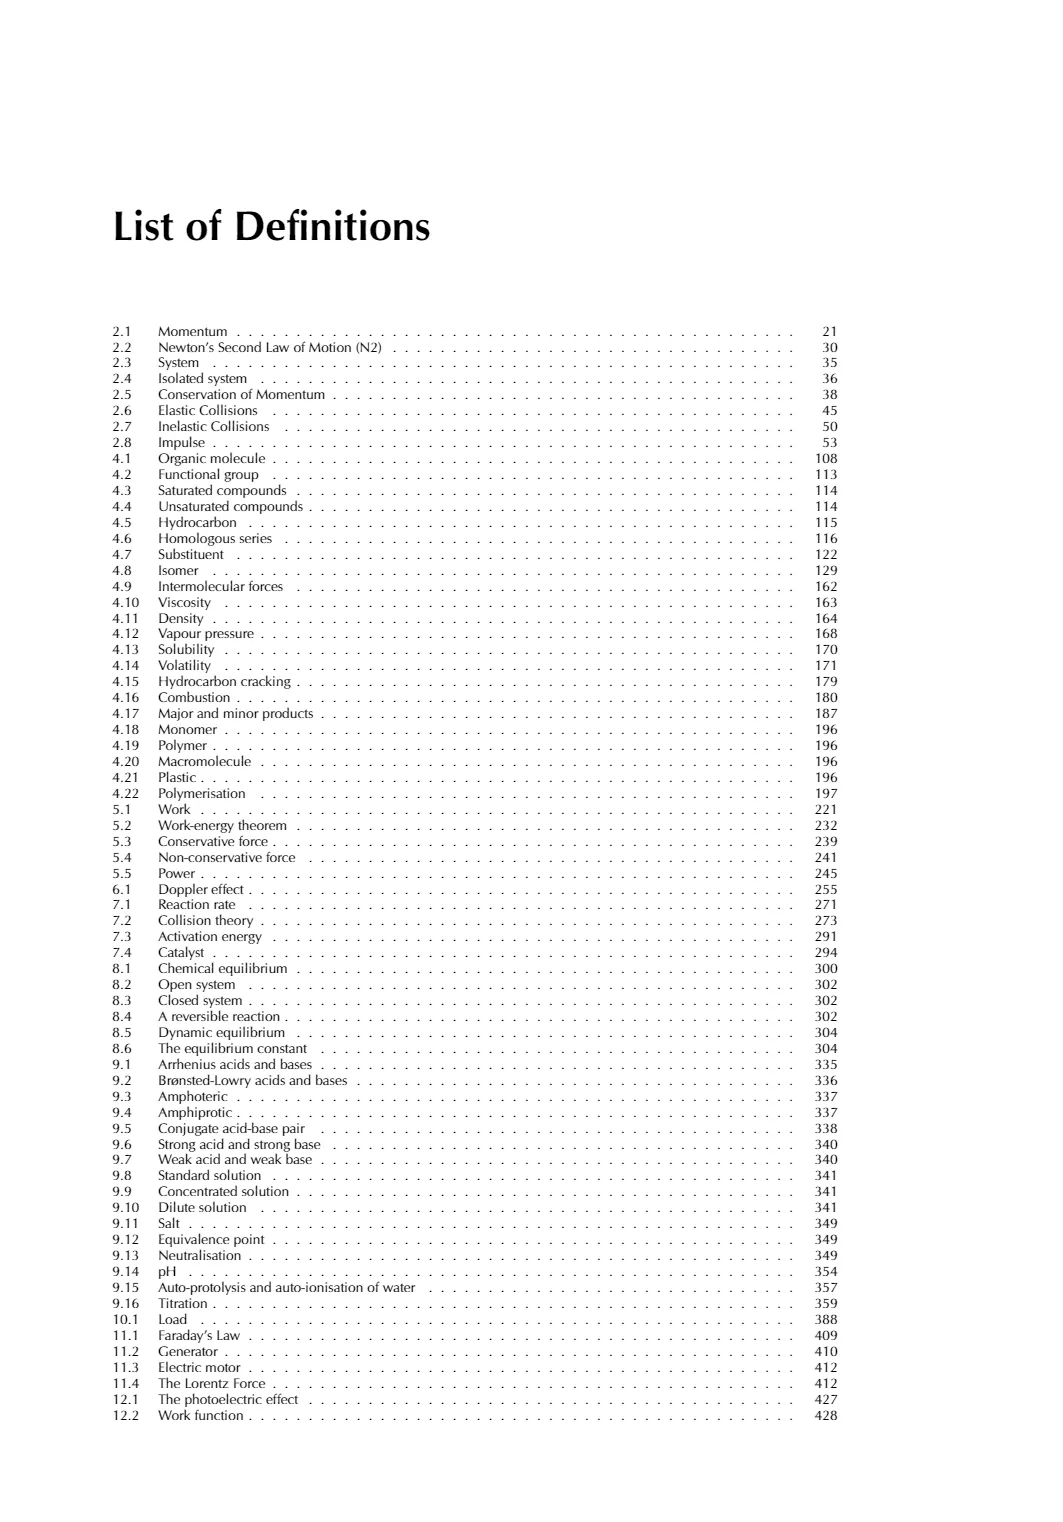 List of Definitions
2.1 Momentum . . . . . . . . . . 21
2.2 Newton’s Second Law of Motion (N2) . . . . . . . . . . 30
2.3 System . . . . . . . . . . 35
2.4 Isolated system . . . . . . . . . . 36
2.5 Conservation of Momentum . . . . . . . . . . 38
2.6 Elastic Collisions . . . . . . . . . . 45
2.7 Inelastic Collisions . . . . . . . . . . 50
2.8 Impulse . . . . . . . . . . 53
4.1 Organic molecule . . . . . . . . . . 108
4.2 Functional group . . . . . . . . . . 113
4.3 Saturated compounds . . . . . . . . . . 114
4.4 Unsaturated compounds . . . . . . . . . . 114
4.5 Hydrocarbon . . . . . . . . . . 115
4.6 Homologous series . . . . . . . . . . 116
4.7 Substituent . . . . . . . . . . 122
4.8 Isomer . . . . . . . . . . 129
4.9 Intermolecular forces . . . . . . . . . . 162
4.10 Viscosity . . . . . . . . . . 163
4.11 Density . . . . . . . . . . 164
4.12 Vapour pressure . . . . . . . . . . 168
4.13 Solubility . . . . . . . . . . 170
4.14 Volatility . . . . . . . . . . 171
4.15 Hydrocarbon cracking . . . . . . . . . . 179
4.16 Combustion . . . . . . . . . . 180
4.17 Major and minor products . . . . . . . . . . 187
4.18 Monomer . . . . . . . . . . 196
4.19 Polymer . . . . . . . . . . 196
4.20 Macromolecule . . . . . . . . . . 196
4.21 Plastic . . . . . . . . . . 196
4.22 Polymerisation . . . . . . . . . . 197
5.1 Work . . . . . . . . . . 221
5.2 Work-energy theorem . . . . . . . . . . 232
5.3 Conservative force . . . . . . . . . . 239
5.4 Non-conservative force . . . . . . . . . . 241
5.5 Power . . . . . . . . . . 245
6.1 Doppler effect . . . . . . . . . . 255
7.1 Reaction rate . . . . . . . . . . 271
7.2 Collision theory . . . . . . . . . . 273
7.3 Activation energy . . . . . . . . . . 291
7.4 Catalyst . . . . . . . . . . 294
8.1 Chemical equilibrium . . . . . . . . . . 300
8.2 Open system . . . . . . . . . . 302
8.3 Closed system . . . . . . . . . . 302
8.4 A reversible reaction . . . . . . . . . . 302
8.5 Dynamic equilibrium . . . . . . . . . . 304
8.6 The equilibrium constant . . . . . . . . . . 304
9.1 Arrhenius acids and bases . . . . . . . . . . 335
9.2 Brønsted-Lowry acids and bases . . . . . . . . . . 336
9.3 Amphoteric . . . . . . . . . . 337
9.4 Amphiprotic . . . . . . . . . . 337
9.5 Conjugate acid-base pair . . . . . . . . . . 338
9.6 Strong acid and strong base . . . . . . . . . . 340
9.7 Weak acid and weak base . . . . . . . . . . 340
9.8 Standard solution . . . . . . . . . . 341
9.9 Concentrated solution . . . . . . . . . . 341
9.10 Dilute solution . . . . . . . . . . 341
9.11 Salt . . . . . . . . . . 349
9.12 Equivalence point . . . . . . . . . . 349
9.13 Neutralisation . . . . . . . . . . 349
9.14 pH . . . . . . . . . . 354
9.15 Auto-protolysis and auto-ionisation of water . . . . . . . . . . 357
9.16 Titration . . . . . . . . . . 359
10.1 Load . . . . . . . . . . 388
11.1 Faraday’s Law . . . . . . . . . . 409
11.2 Generator . . . . . . . . . . 410
11.3 Electric motor . . . . . . . . . . 412
11.4 The Lorentz Force . . . . . . . . . . 412
12.1 The photoelectric effect . . . . . . . . . . 427
12.2 Work function . . . . . . . . . . 428